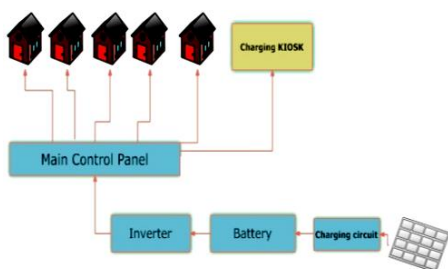 Charging KIOSK
Main Control Panel
Inverter
Battery
Charging circuit